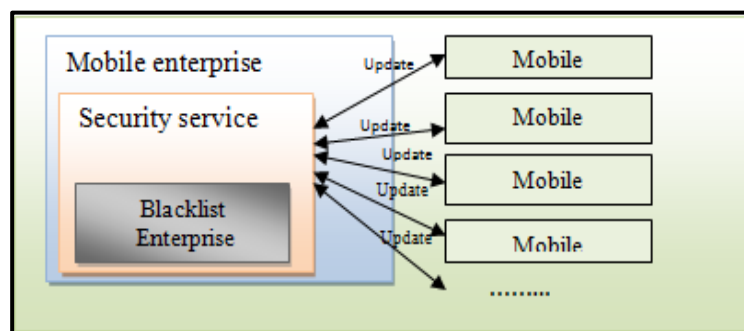 Mobile enterprise
Security service
Blacklist
Enterprise
Update
Update
Update
Update
Update
Mobile
Mobile
Mobile
Mobile
.........